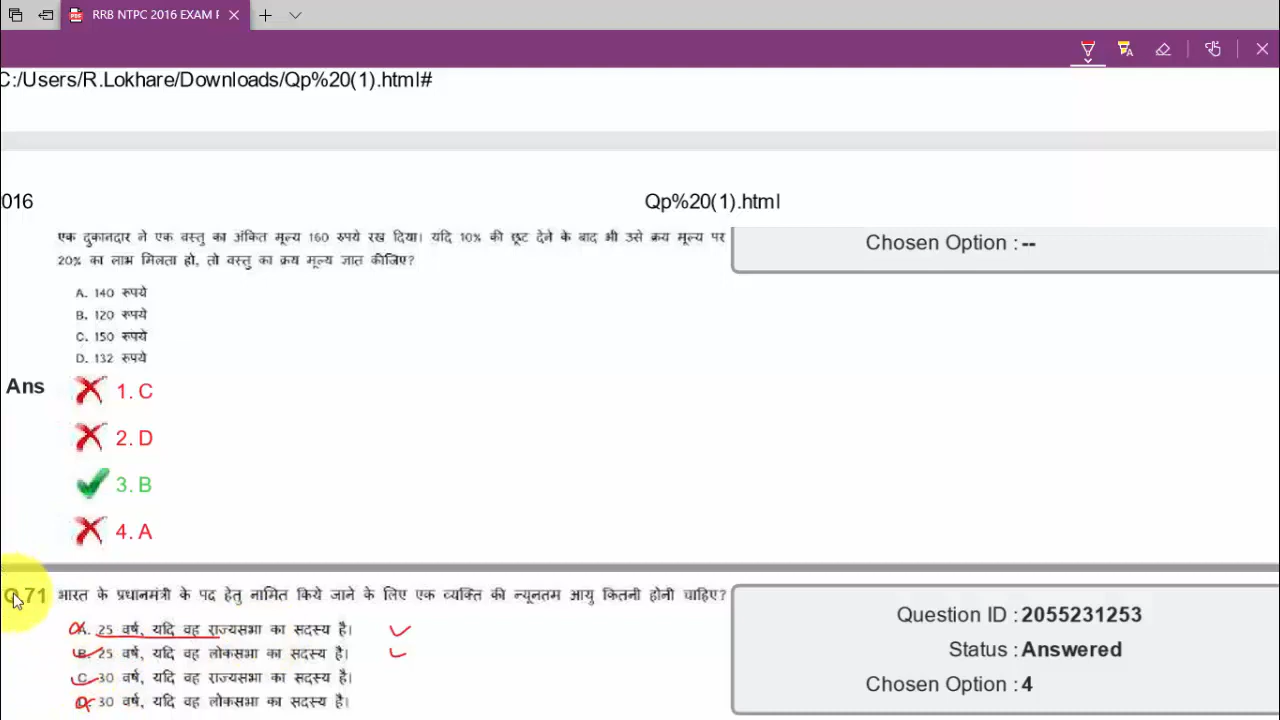 RRB NTPC 2016 EXAM F
C:/Users/R.Lokhare/Downloads/Qp%20(1).html#
016
Qp%20(1).html
एक दुकानदार ने एक वस्तु का अंकित मूल्य 160 रुपये रख दिया। यदि 10% की छूट देने के बाद भी उसे क्रय मूल्य पर
20% का लाभ मिलता हो, तो वस्तु का क्रय मूल्य ज्ञात कीजिए?
Chosen Option : --
A. 140 रूपये
B. 120 रूपये
C. 150 रूपये
D. 132 रूपये
Ans
1. C
2. D
3. B
4. A
Q.71 भारत के प्रधानमंत्री के पद हेतु नामित किये जाने के लिए एक व्यक्ति की न्यूनतम आयु कितनी होनी चाहिए?
A. 25 वर्ष, यदि वह राज्यसभा का सदस्य है।
B. 25 वर्ष, यदि वह लोकसभा का सदस्य है।
C. 30 वर्ष, यदि वह राज्यसभा का सदस्य है।
D. 30 वर्ष, यदि वह लोकसभा का सदस्य है।
Question ID : 2055231253
Status : Answered
Chosen Option : 4